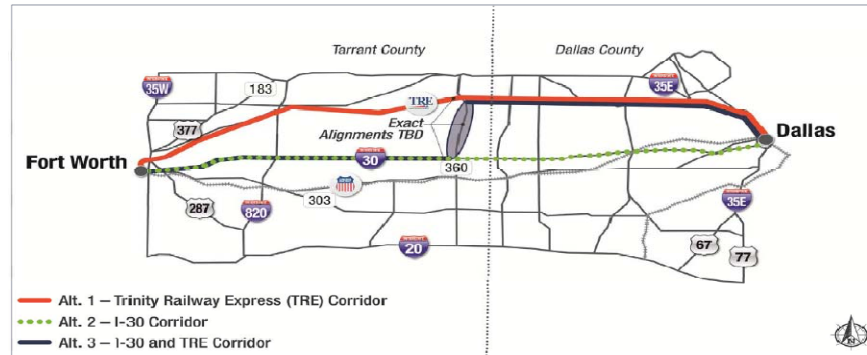 Tarrant County
Dallas County
INTERSTATE
35W
183
TRE
INTERSTATE
35E
377
Exact
Alignments TBD
Dallas
Fort Worth
30
360
303
287
820
35E
20
67
77
Alt. 1 – Trinity Railway Express (TRE) Corridor
Alt. 2 – I-30 Corridor
Alt. 3 – I-30 and TRE Corridor